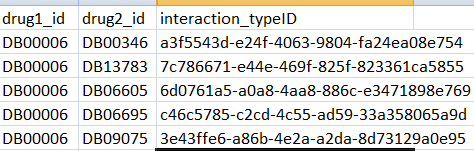 drug1_id drug2_id interaction_typeID
DB00006 DB00346 a3f5543d-e24f-4063-9804-fa24ea08e754
DB00006 DB13783 7c786671-e44e-469f-825f-823361ca5855
DB00006 DB06605 6d0761a5-a0a8-4aa8-886c-e3471898e769
DB00006 DB06695 c46c5785-c2cd-4c55-ad59-33a358065a9d
DB00006 DB09075 3e43ffe6-a86b-4e2a-a2da-8d73129a0e95